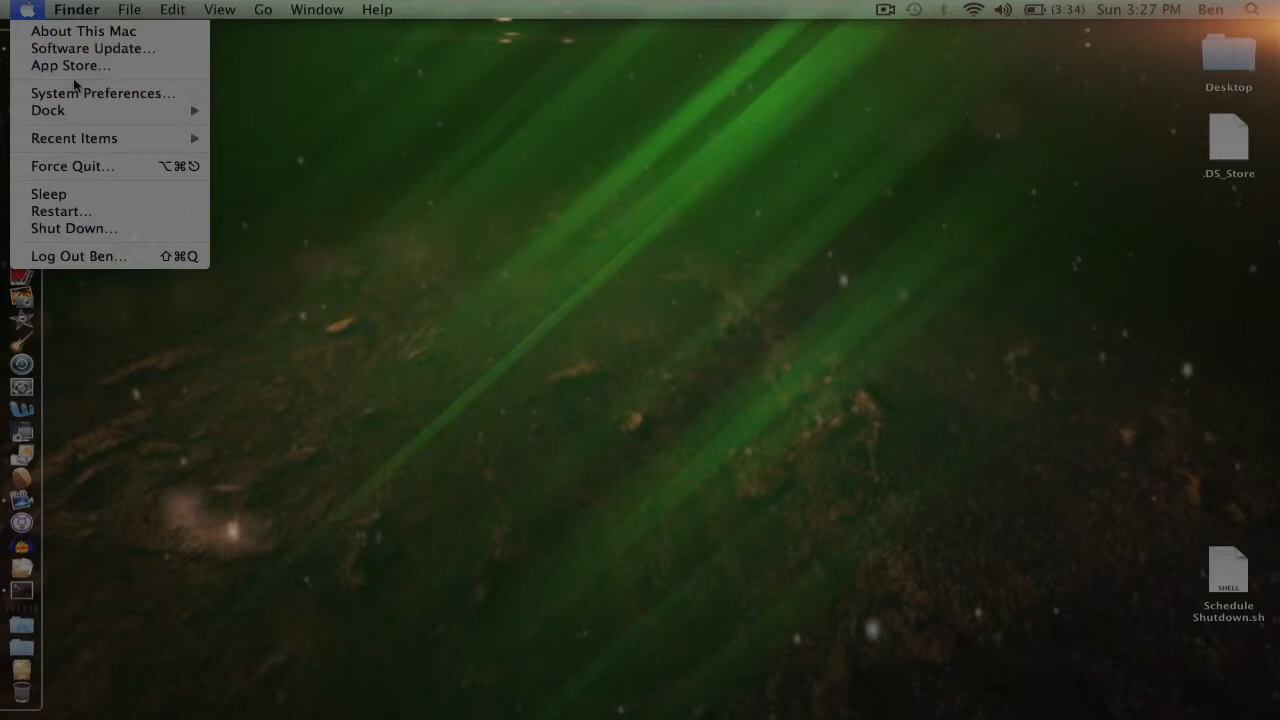 Finder File Edit View Go Window Help (3:34) Sun 3:27 PM Ben
About This Mac
Software Update...
App Store...
System Preferences...
Dock
Recent Items
Force Quit... ⌥⌘⎋
Sleep
Restart...
Shut Down...
Log Out Ben... ⇧⌘Q
Desktop
.DS_Store
SHELL
Schedule
Shutdown.sh